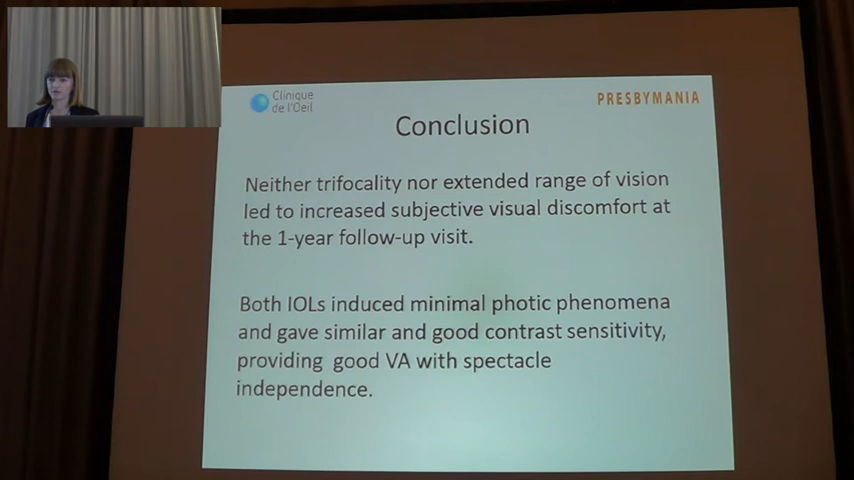 Clinique
de l'Oeil
PRESBYMANIA
Conclusion
Neither trifocality nor extended range of vision
led to increased subjective visual discomfort at
the 1-year follow-up visit.
Both IOLs induced minimal photic phenomena
and gave similar and good contrast sensitivity,
providing good VA with spectacle
independence.